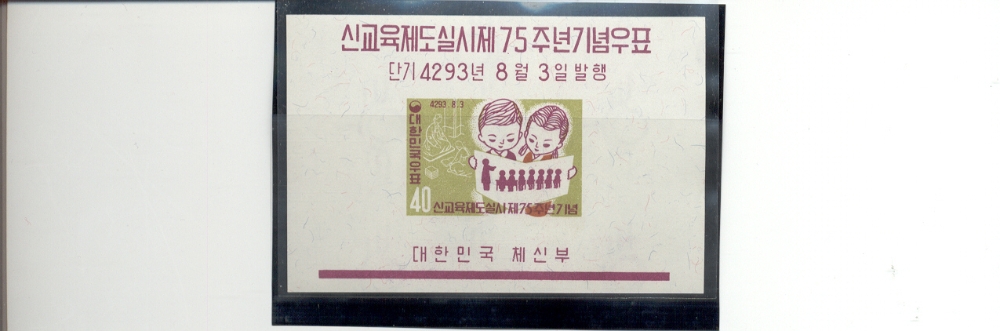 신교육제도실시제75주년기념우표
단기 4293년 8월 3일 발행
4293. 8. 3
대한민국우표
40
신교육제도실시제75주년기념
대한민국 체신부